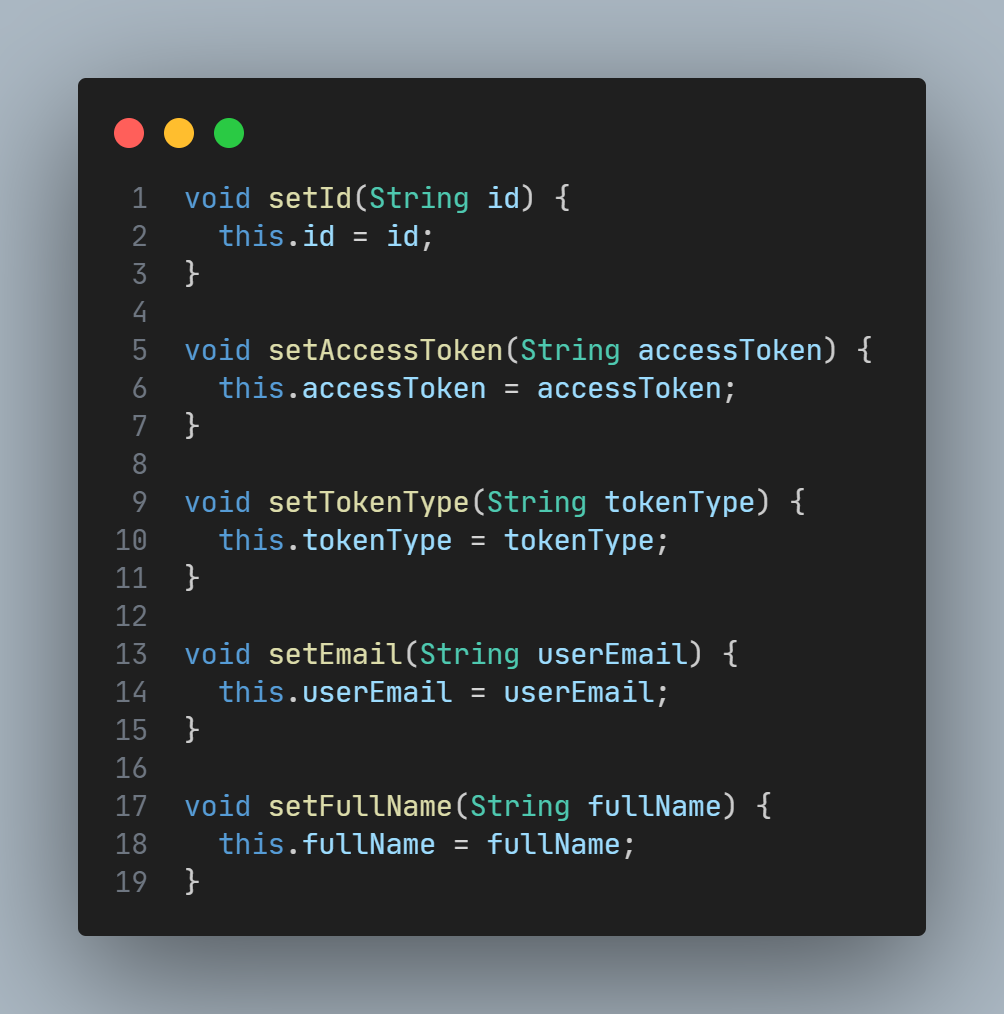 1 void setId(String id) {
2   this.id = id;
3 }
4
5 void setAccessToken(String accessToken) {
6   this.accessToken = accessToken;
7 }
8
9 void setTokenType(String tokenType) {
10   this.tokenType = tokenType;
11 }
12
13 void setEmail(String userEmail) {
14   this.userEmail = userEmail;
15 }
16
17 void setFullName(String fullName) {
18   this.fullName = fullName;
19 }